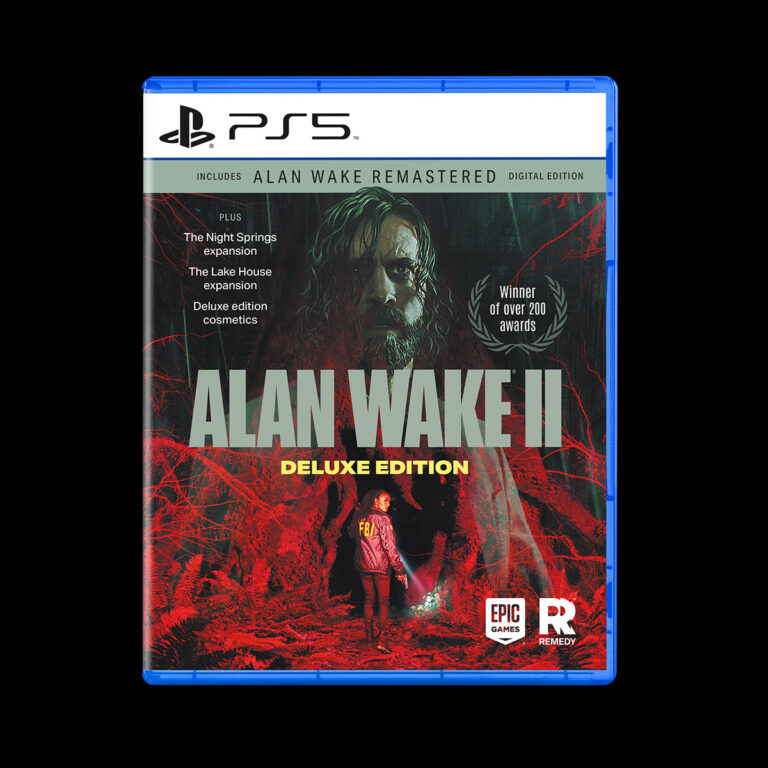 PS5
INCLUDES ALAN WAKE REMASTERED DIGITAL EDITION
PLUS
The Night Springs
expansion
The Lake House
expansion
Deluxe edition
cosmetics
Winner
of over 200
awards
ALAN WAKE II
DELUXE EDITION
FBI
EPIC
GAMES
REMEDY